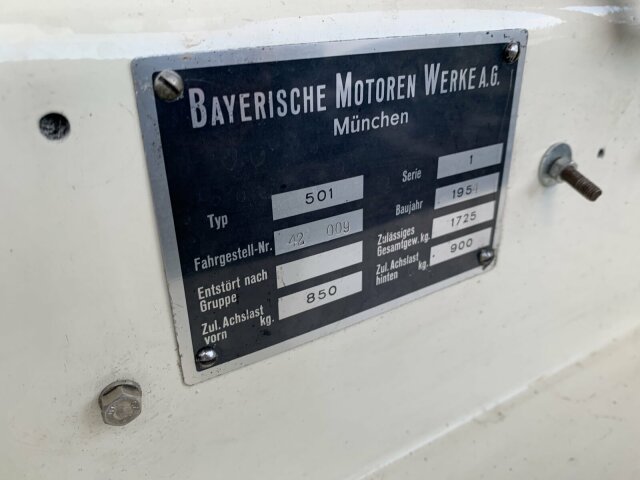 BAYERISCHE MOTOREN WERKE A.G.
München
Typ 501
Fahrgestell-Nr. 42 009
Entstört nach
Gruppe
Zul. Achslast
vorn kg. 850
Serie 1
Baujahr 1954
Zulässiges
Gesamtgew. kg. 1725
Zul. Achslast
hinten kg. 900